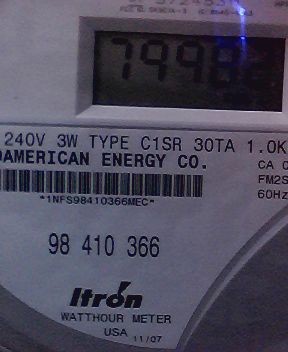 7998
240V 3W TYPE C1SR 30TA 1.0K
DAMERICAN ENERGY CO.
CA
FM2S
60Hz
*1NFS98410366MEC*
98 410 366
Itron
WATTHOUR METER
USA 11/07